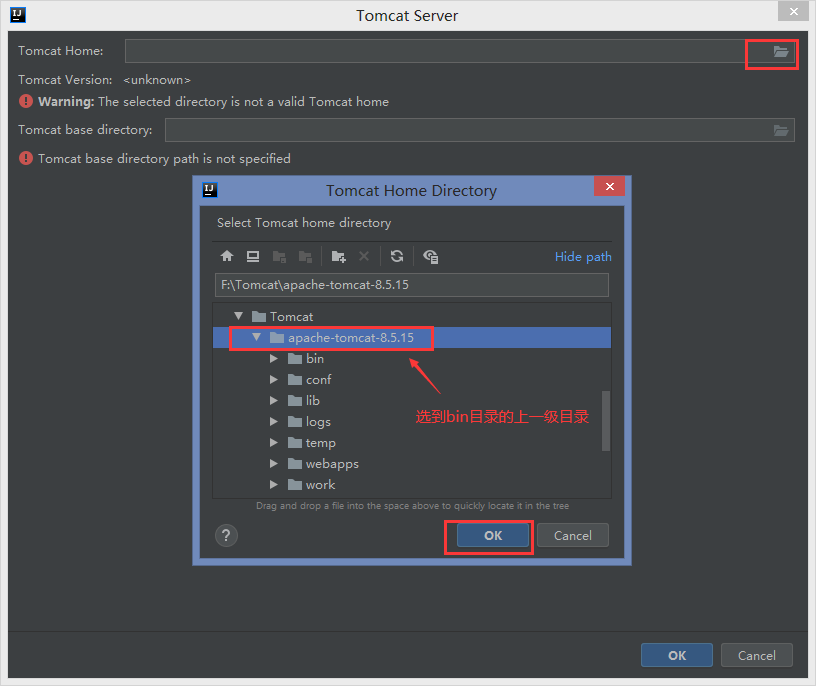 IJ
Tomcat Server
Tomcat Home:
Tomcat Version: <unknown>
Warning: The selected directory is not a valid Tomcat home
Tomcat base directory:
Tomcat base directory path is not specified
IJ
Tomcat Home Directory
Select Tomcat home directory
Hide path
F:\Tomcat\apache-tomcat-8.5.15
Tomcat
apache-tomcat-8.5.15
bin
conf
lib
选到bin目录的上一级目录
logs
temp
webapps
work
Drag and drop a file into the space above to quickly locate it in the tree
? OK Cancel
OK Cancel